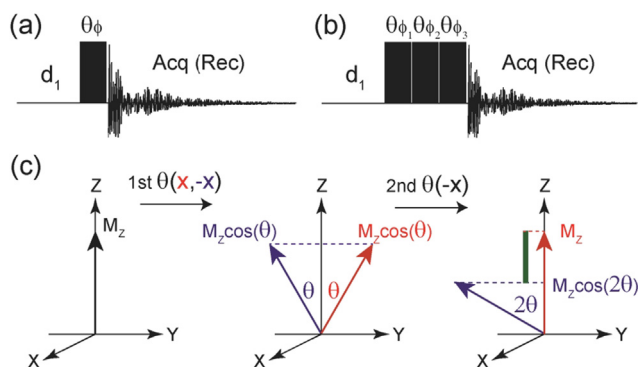 (a)
θϕ
d1
Acq (Rec)
(b)
θϕ1θϕ2θϕ3
d1
Acq (Rec)
(c)
Z
Mz
Y
X
1st θ(x,-x)
Z
Mzcos(θ)
Mzcos(θ)
θ
θ
Y
X
2nd θ(-x)
Z
Mz
Mzcos(2θ)
2θ
Y
X